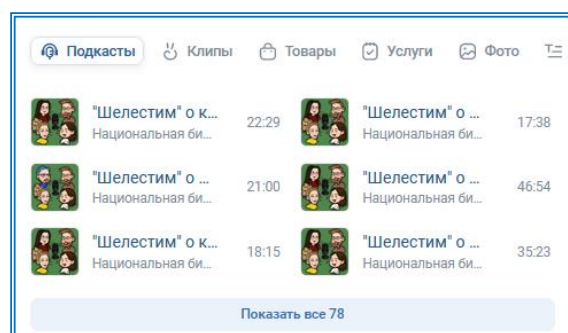 Подкасты Клипы Товары Услуги Фото
"Шелестим" о к... 22:29 "Шелестим" о ... 17:38
Национальная би... Национальная би...
"Шелестим" о ... 21:00 "Шелестим" о ... 46:54
Национальная би... Национальная би...
"Шелестим" о к... 18:15 "Шелестим" о ... 35:23
Национальная би... Национальная би...
Показать все 78